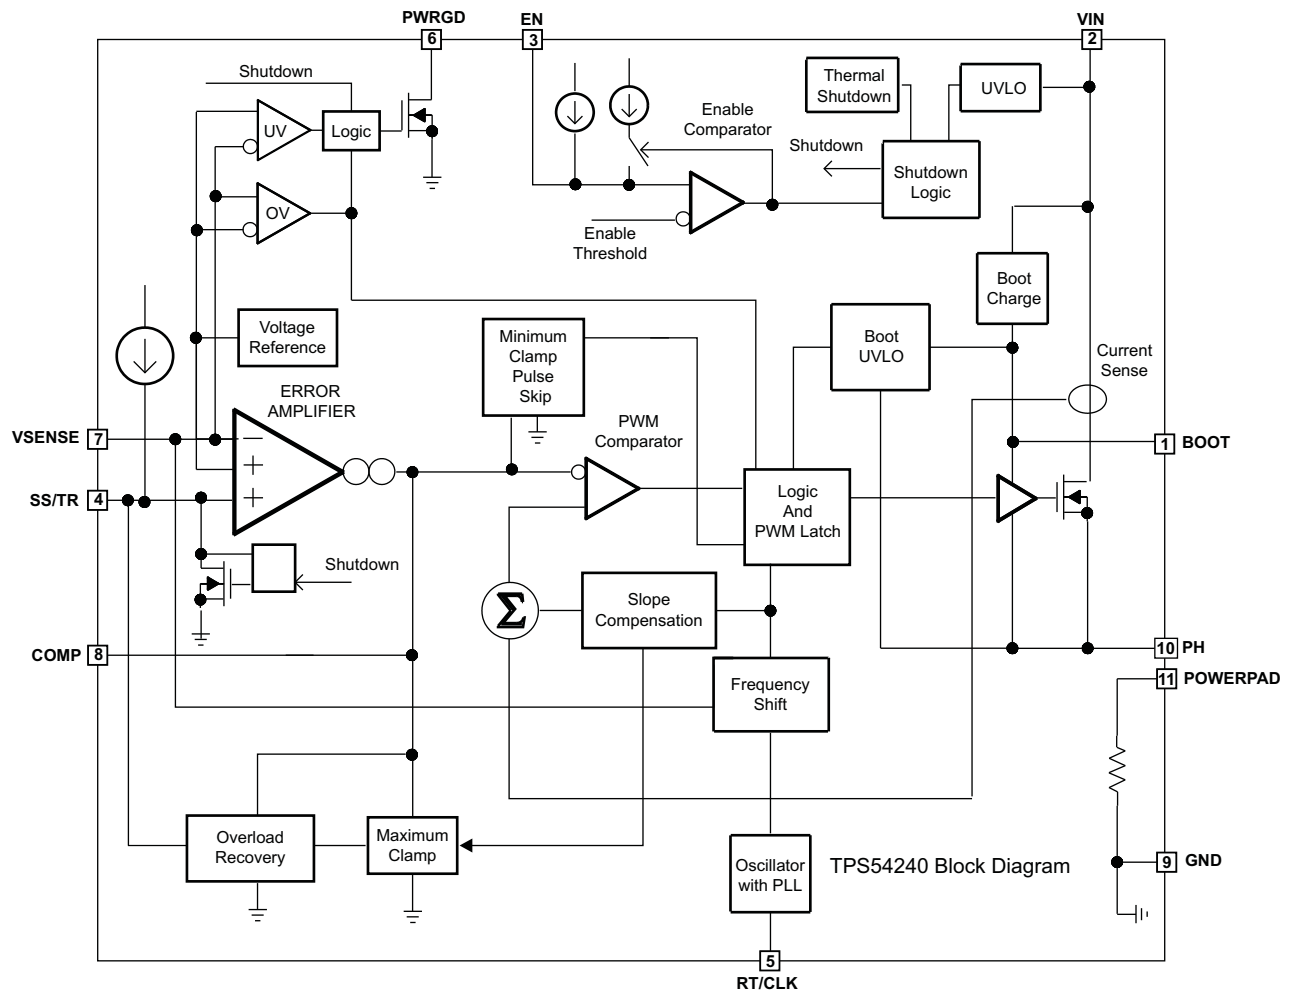 PWRGD
6
EN
3
VIN
2
Shutdown
UV
Logic
OV
Enable
Comparator
Enable
Threshold
Thermal
Shutdown
UVLO
Shutdown
Shutdown
Logic
Boot
Charge
Voltage
Reference
Minimum
Clamp
Pulse
Skip
Boot
UVLO
Current
Sense
ERROR
AMPLIFIER
PWM
Comparator
VSENSE 7
−
+
+
SS/TR 4
1 BOOT
Logic
And
PWM Latch
Shutdown
Σ
Slope
Compensation
COMP 8
10 PH
11 POWERPAD
Frequency
Shift
Overload
Recovery
Maximum
Clamp
Oscillator
with PLL
TPS54240 Block Diagram
9 GND
5
RT/CLK